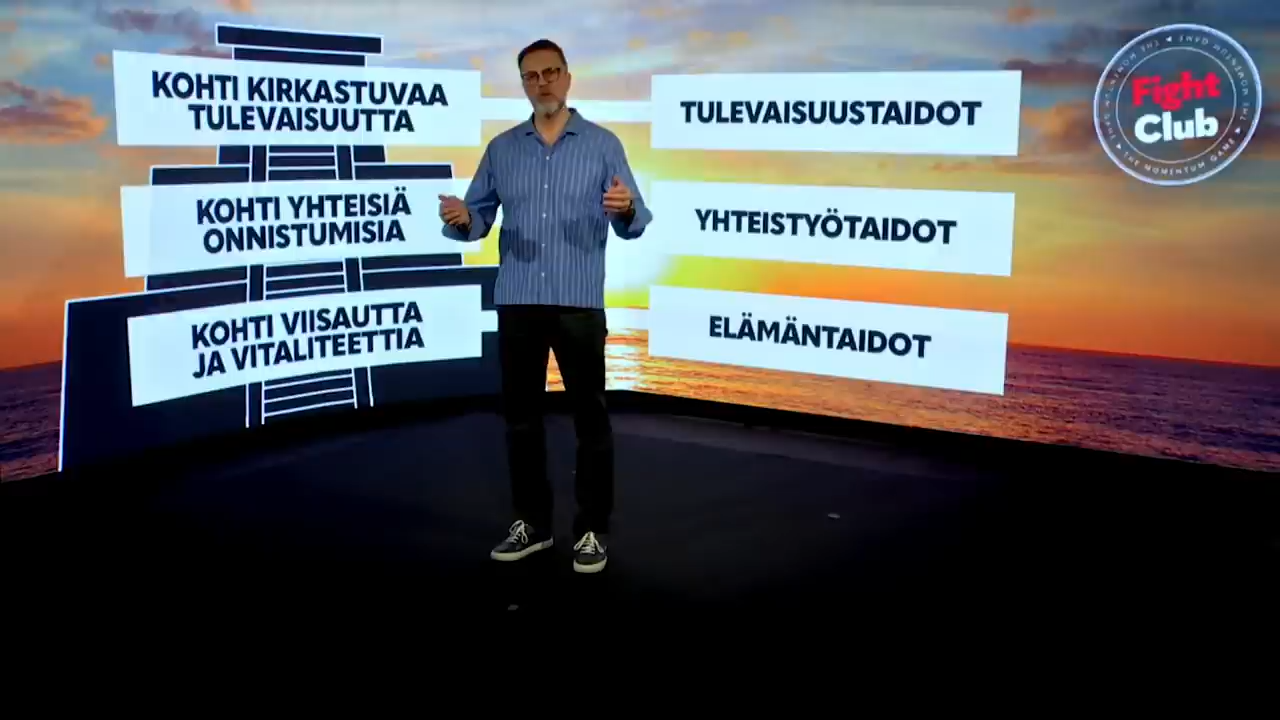 KOHTI KIRKASTUVAA
TULEVAISUUTTA
TULEVAISUUSTAIDOT
KOHTI YHTEISIÄ
ONNISTUMISIA
YHTEISTYÖTAIDOT
KOHTI VIISAUTTA
JA VITALITEETTIA
ELÄMÄNTAIDOT
Fight
Club
THE MOMENTUM GAME